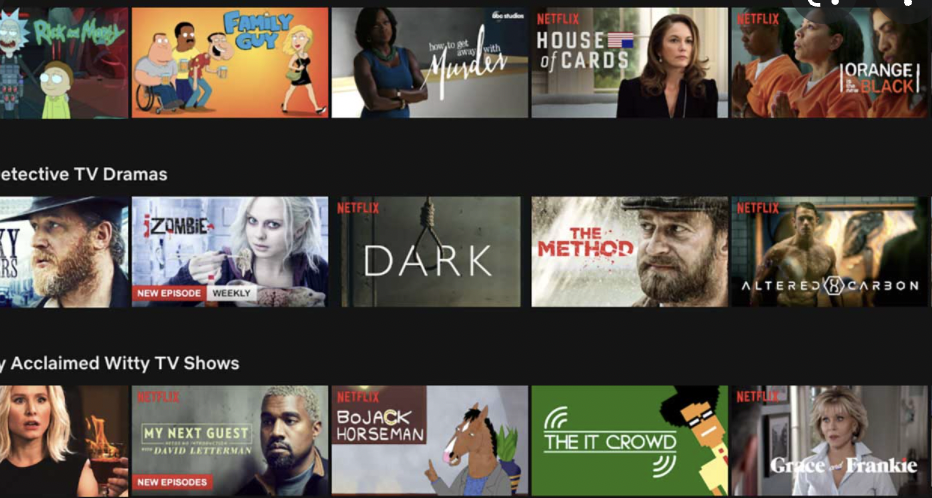 Rick and Morty
FAMILY
GUY
abc studios
how to get
away with
Murder
NETFLIX
HOUSE
of CARDS
NETFLIX
ORANGE
IS THE NEW
BLACK
etective TV Dramas
XY
RS
iZOMBiE
NEW EPISODE WEEKLY
NETFLIX
DARK
THE
METHOD
NETFLIX
ALTERED CARBON
y Acclaimed Witty TV Shows
NETFLIX
MY NEXT GUEST
NEEDS NO INTRODUCTION
WITH DAVID LETTERMAN
NEW EPISODES
NETFLIX
BOJACK
HORSEMAN
THE IT CROWD
NETFLIX
Grace and Frankie